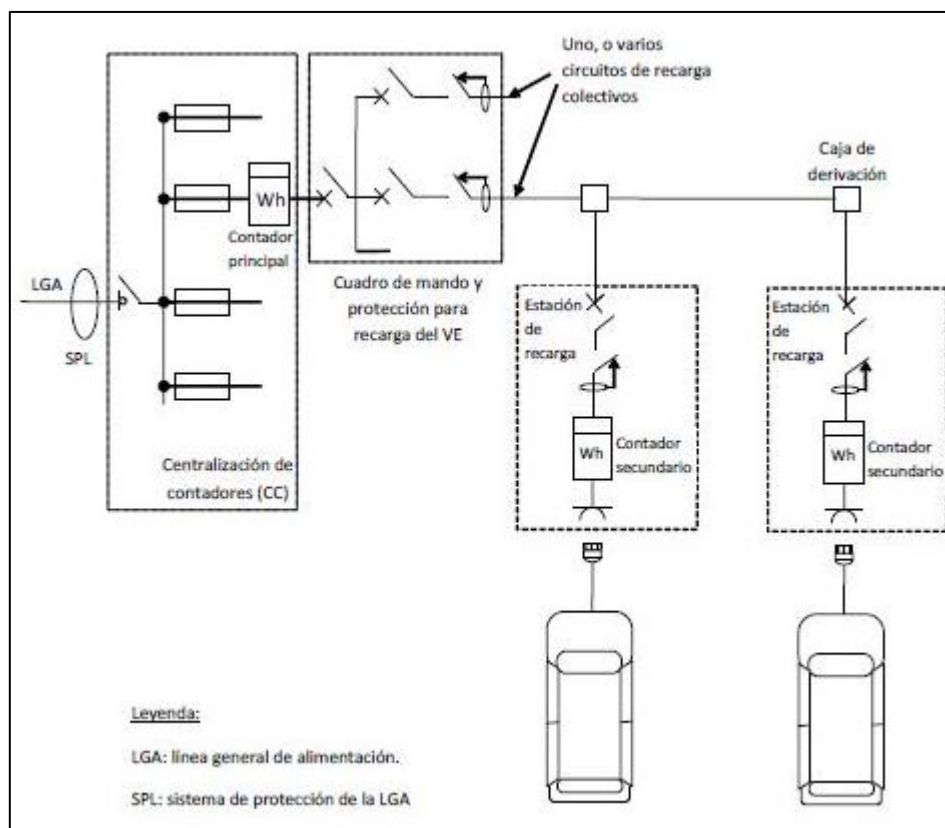 Uno, o varios
circuitos de recarga
colectivos
Caja de
derivación
Wh
Contador
principal
LGA
SPL
Cuadro de mando y
protección para
recarga del VE
Centralización de
contadores (CC)
Estación
de
recarga
Wh
Contador
secundario
Estación
de
recarga
Wh
Contador
secundario
Leyenda:
LGA: línea general de alimentación.
SPL: sistema de protección de la LGA